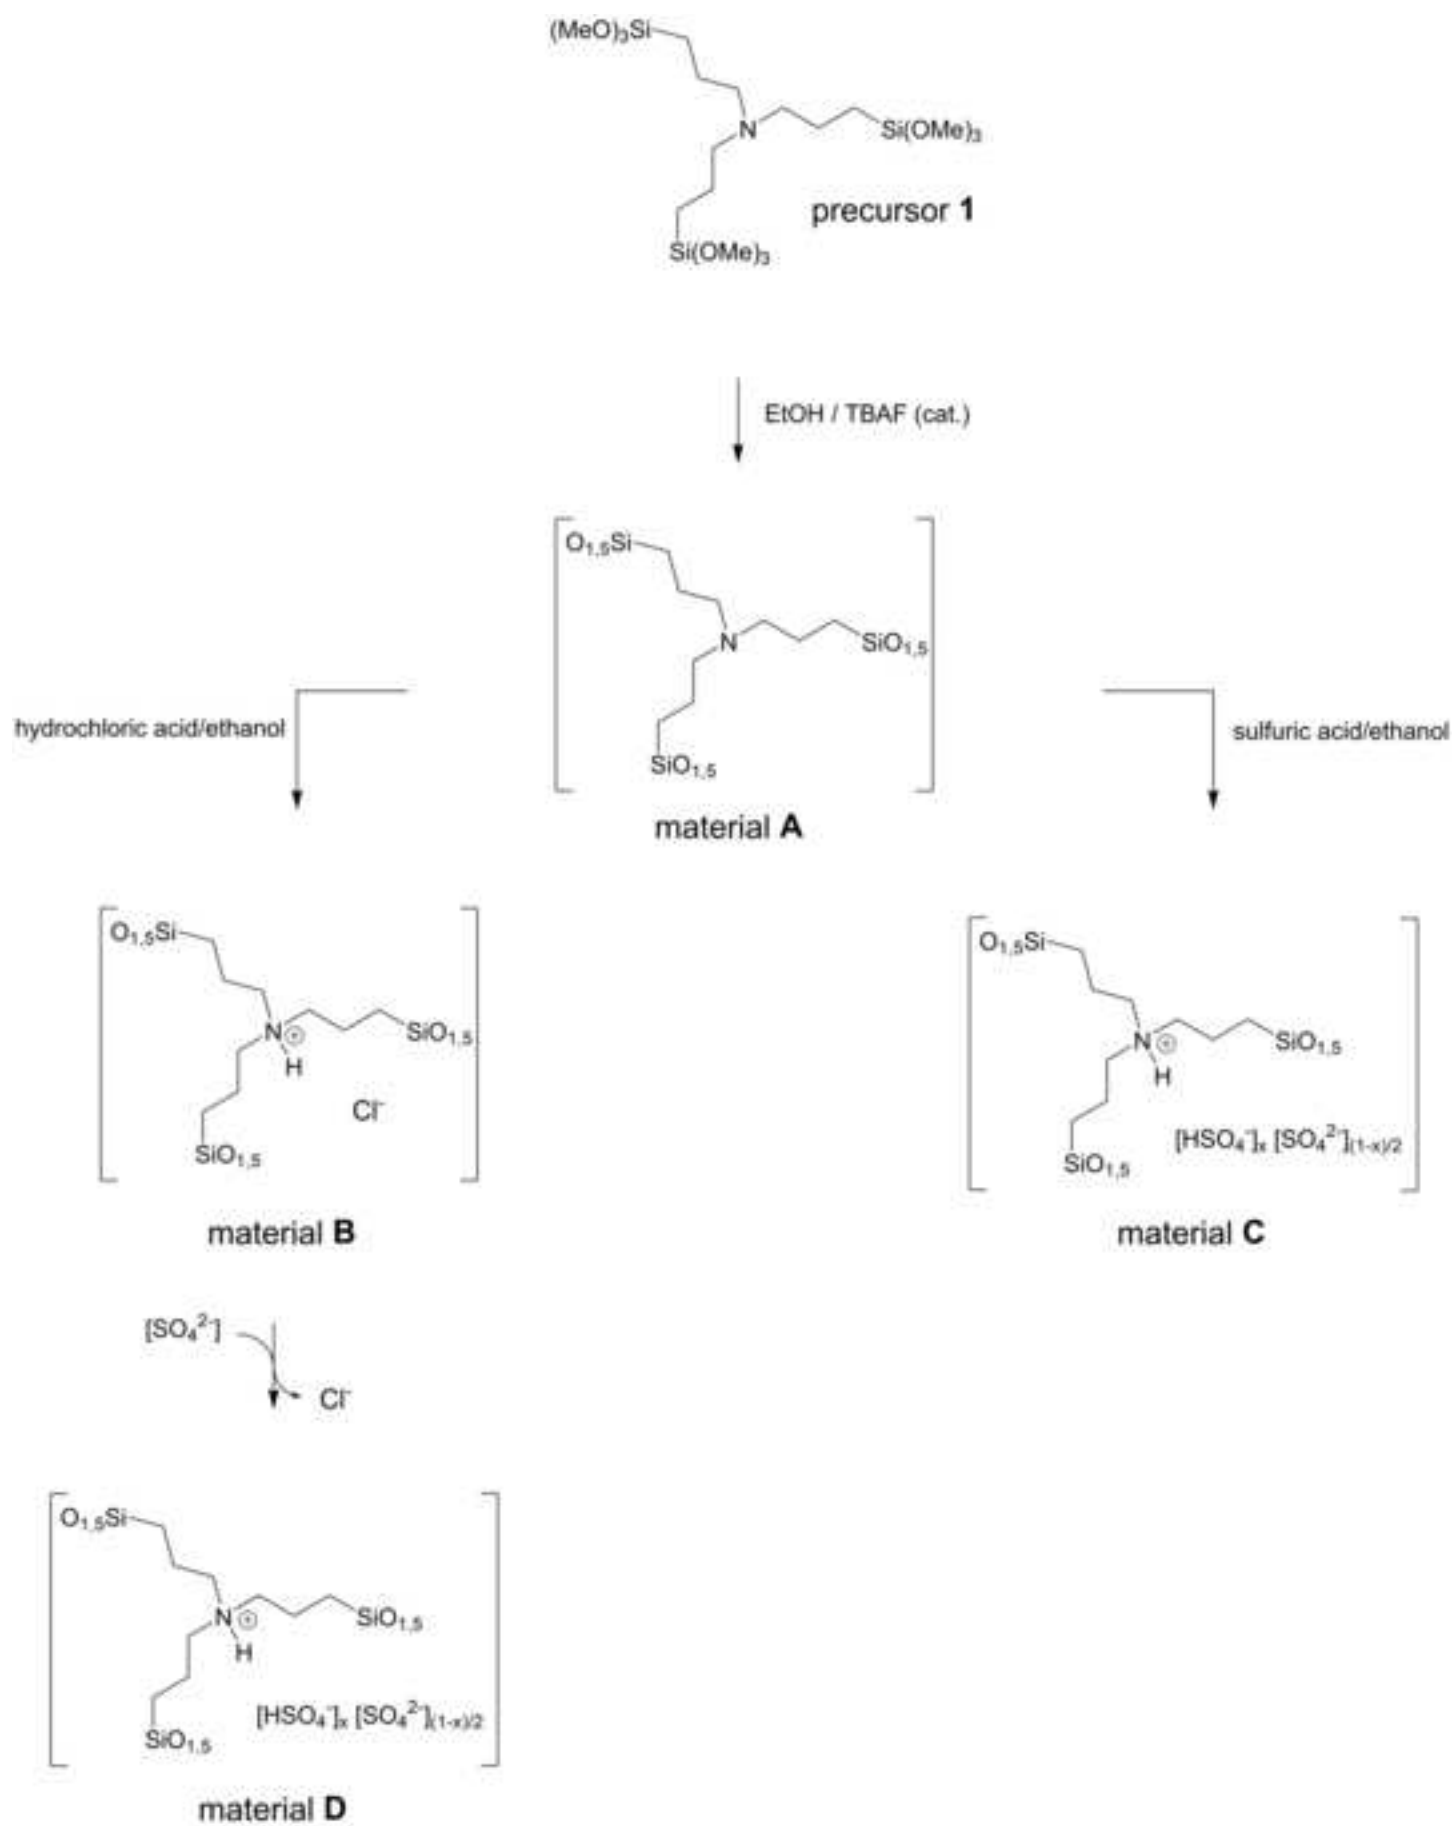 (MeO)₃Si
N
Si(OMe)₃
precursor 1
Si(OMe)₃
EtOH / TBAF (cat.)
O₁,₅Si
N
SiO₁,₅
SiO₁,₅
material A
hydrochloric acid/ethanol
sulfuric acid/ethanol
O₁,₅Si
N⊕
H
SiO₁,₅
Cl⁻
SiO₁,₅
material B
O₁,₅Si
N⊕
H
SiO₁,₅
[HSO₄⁻]ₓ [SO₄²⁻]₍₁₋ₓ₎/₂
SiO₁,₅
material C
[SO₄²⁻]
Cl⁻
O₁,₅Si
N⊕
H
SiO₁,₅
[HSO₄⁻]ₓ [SO₄²⁻]₍₁₋ₓ₎/₂
SiO₁,₅
material D